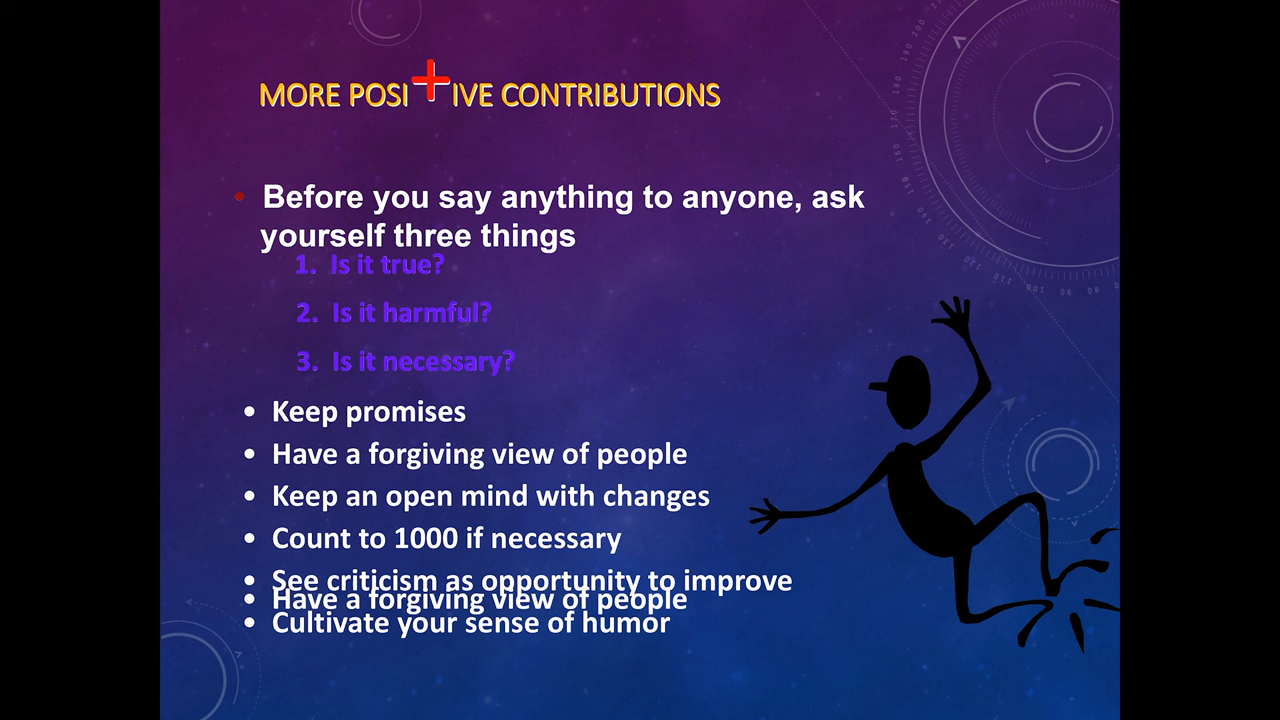 MORE POSI+IVE CONTRIBUTIONS
• Before you say anything to anyone, ask
yourself three things
1. Is it true?
2. Is it harmful?
3. Is it necessary?
• Keep promises
• Have a forgiving view of people
• Keep an open mind with changes
• Count to 1000 if necessary
• See criticism as opportunity to improve
• Have a forgiving view of people
• Cultivate your sense of humor